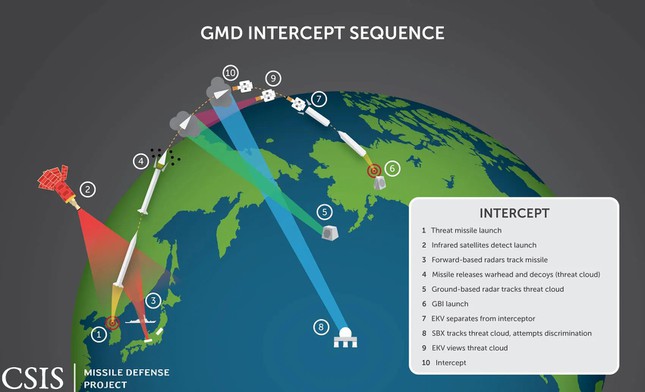 GMD INTERCEPT SEQUENCE
10
9
7
4
6
2
5
3
1
8
INTERCEPT
1 Threat missile launch
2 Infrared satellites detect launch
3 Forward-based radars track missile
4 Missile releases warhead and decoys (threat cloud)
5 Ground-based radar tracks threat cloud
6 GBI launch
7 EKV separates from interceptor
8 SBX tracks threat cloud, attempts discrimination
9 EKV views threat cloud
10 Intercept
CSIS | MISSILE DEFENSE
PROJECT